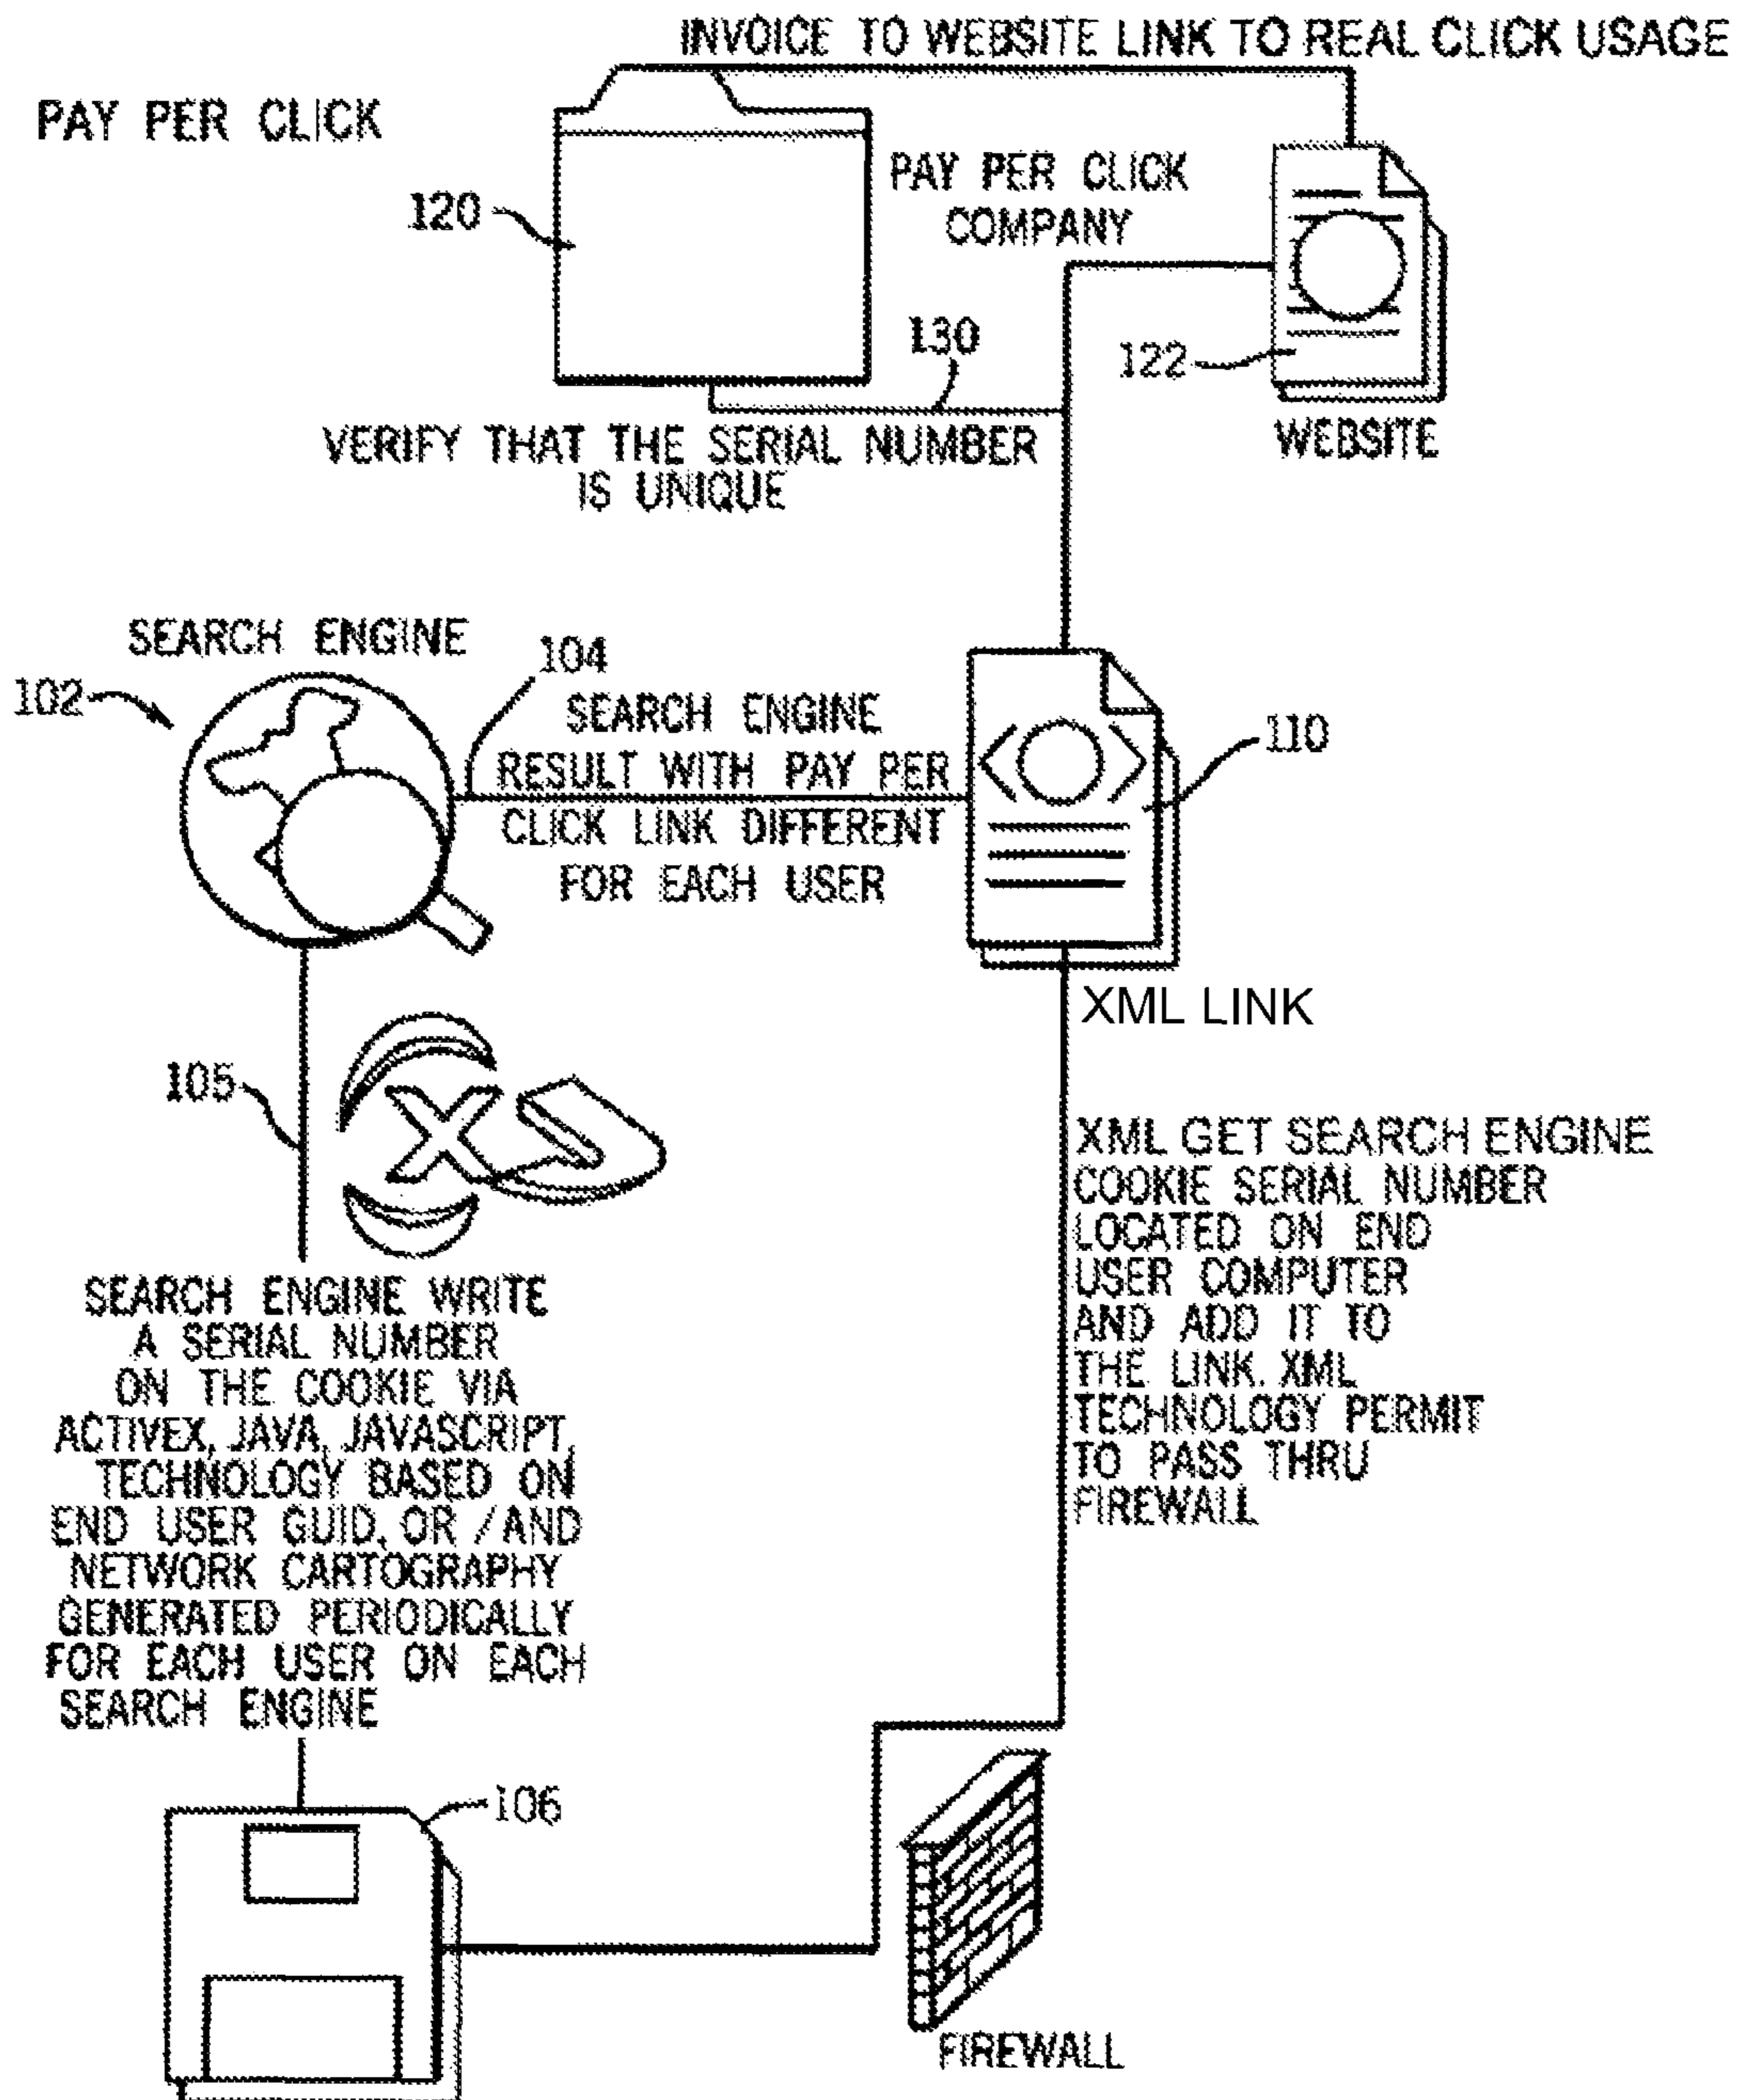 INVOICE TO WEBSITE LINK TO REAL CLICK USAGE
PAY PER CLICK
120
PAY PER CLICK
COMPANY
130
122
WEBSITE
VERIFY THAT THE SERIAL NUMBER
IS UNIQUE
SEARCH ENGINE
102
104
SEARCH ENGINE
RESULT WITH PAY PER
CLICK LINK DIFFERENT
FOR EACH USER
110
XML LINK
105
SEARCH ENGINE WRITE
A SERIAL NUMBER
ON THE COOKIE VIA
ACTIVEX, JAVA, JAVASCRIPT,
TECHNOLOGY BASED ON
END USER GUID, OR /AND
NETWORK CARTOGRAPHY
GENERATED PERIODICALLY
FOR EACH USER ON EACH
SEARCH ENGINE
XML GET SEARCH ENGINE
COOKIE SERIAL NUMBER
LOCATED ON END
USER COMPUTER
AND ADD IT TO
THE LINK. XML
TECHNOLOGY PERMIT
TO PASS THRU
FIREWALL
106
FIREWALL